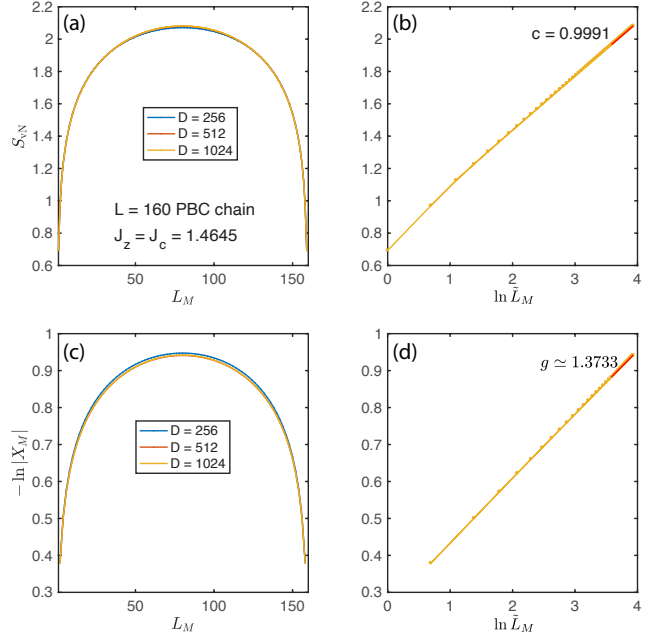 (a)
2.2
2
1.8
1.6
1.4
1.2
1
0.8
0.6
S_vN
D = 256
D = 512
D = 1024
L = 160 PBC chain
J_z = J_c = 1.4645
50
100
150
L_M
(b)
2.2
2
1.8
1.6
1.4
1.2
1
0.8
0.6
c = 0.9991
0
1
2
3
4
ln L̃_M
(c)
1
0.9
0.8
0.7
0.6
0.5
0.4
0.3
− ln |X_M|
D = 256
D = 512
D = 1024
50
100
150
L_M
(d)
1
0.9
0.8
0.7
0.6
0.5
0.4
0.3
g ≃ 1.3733
0
1
2
3
4
ln L̃_M